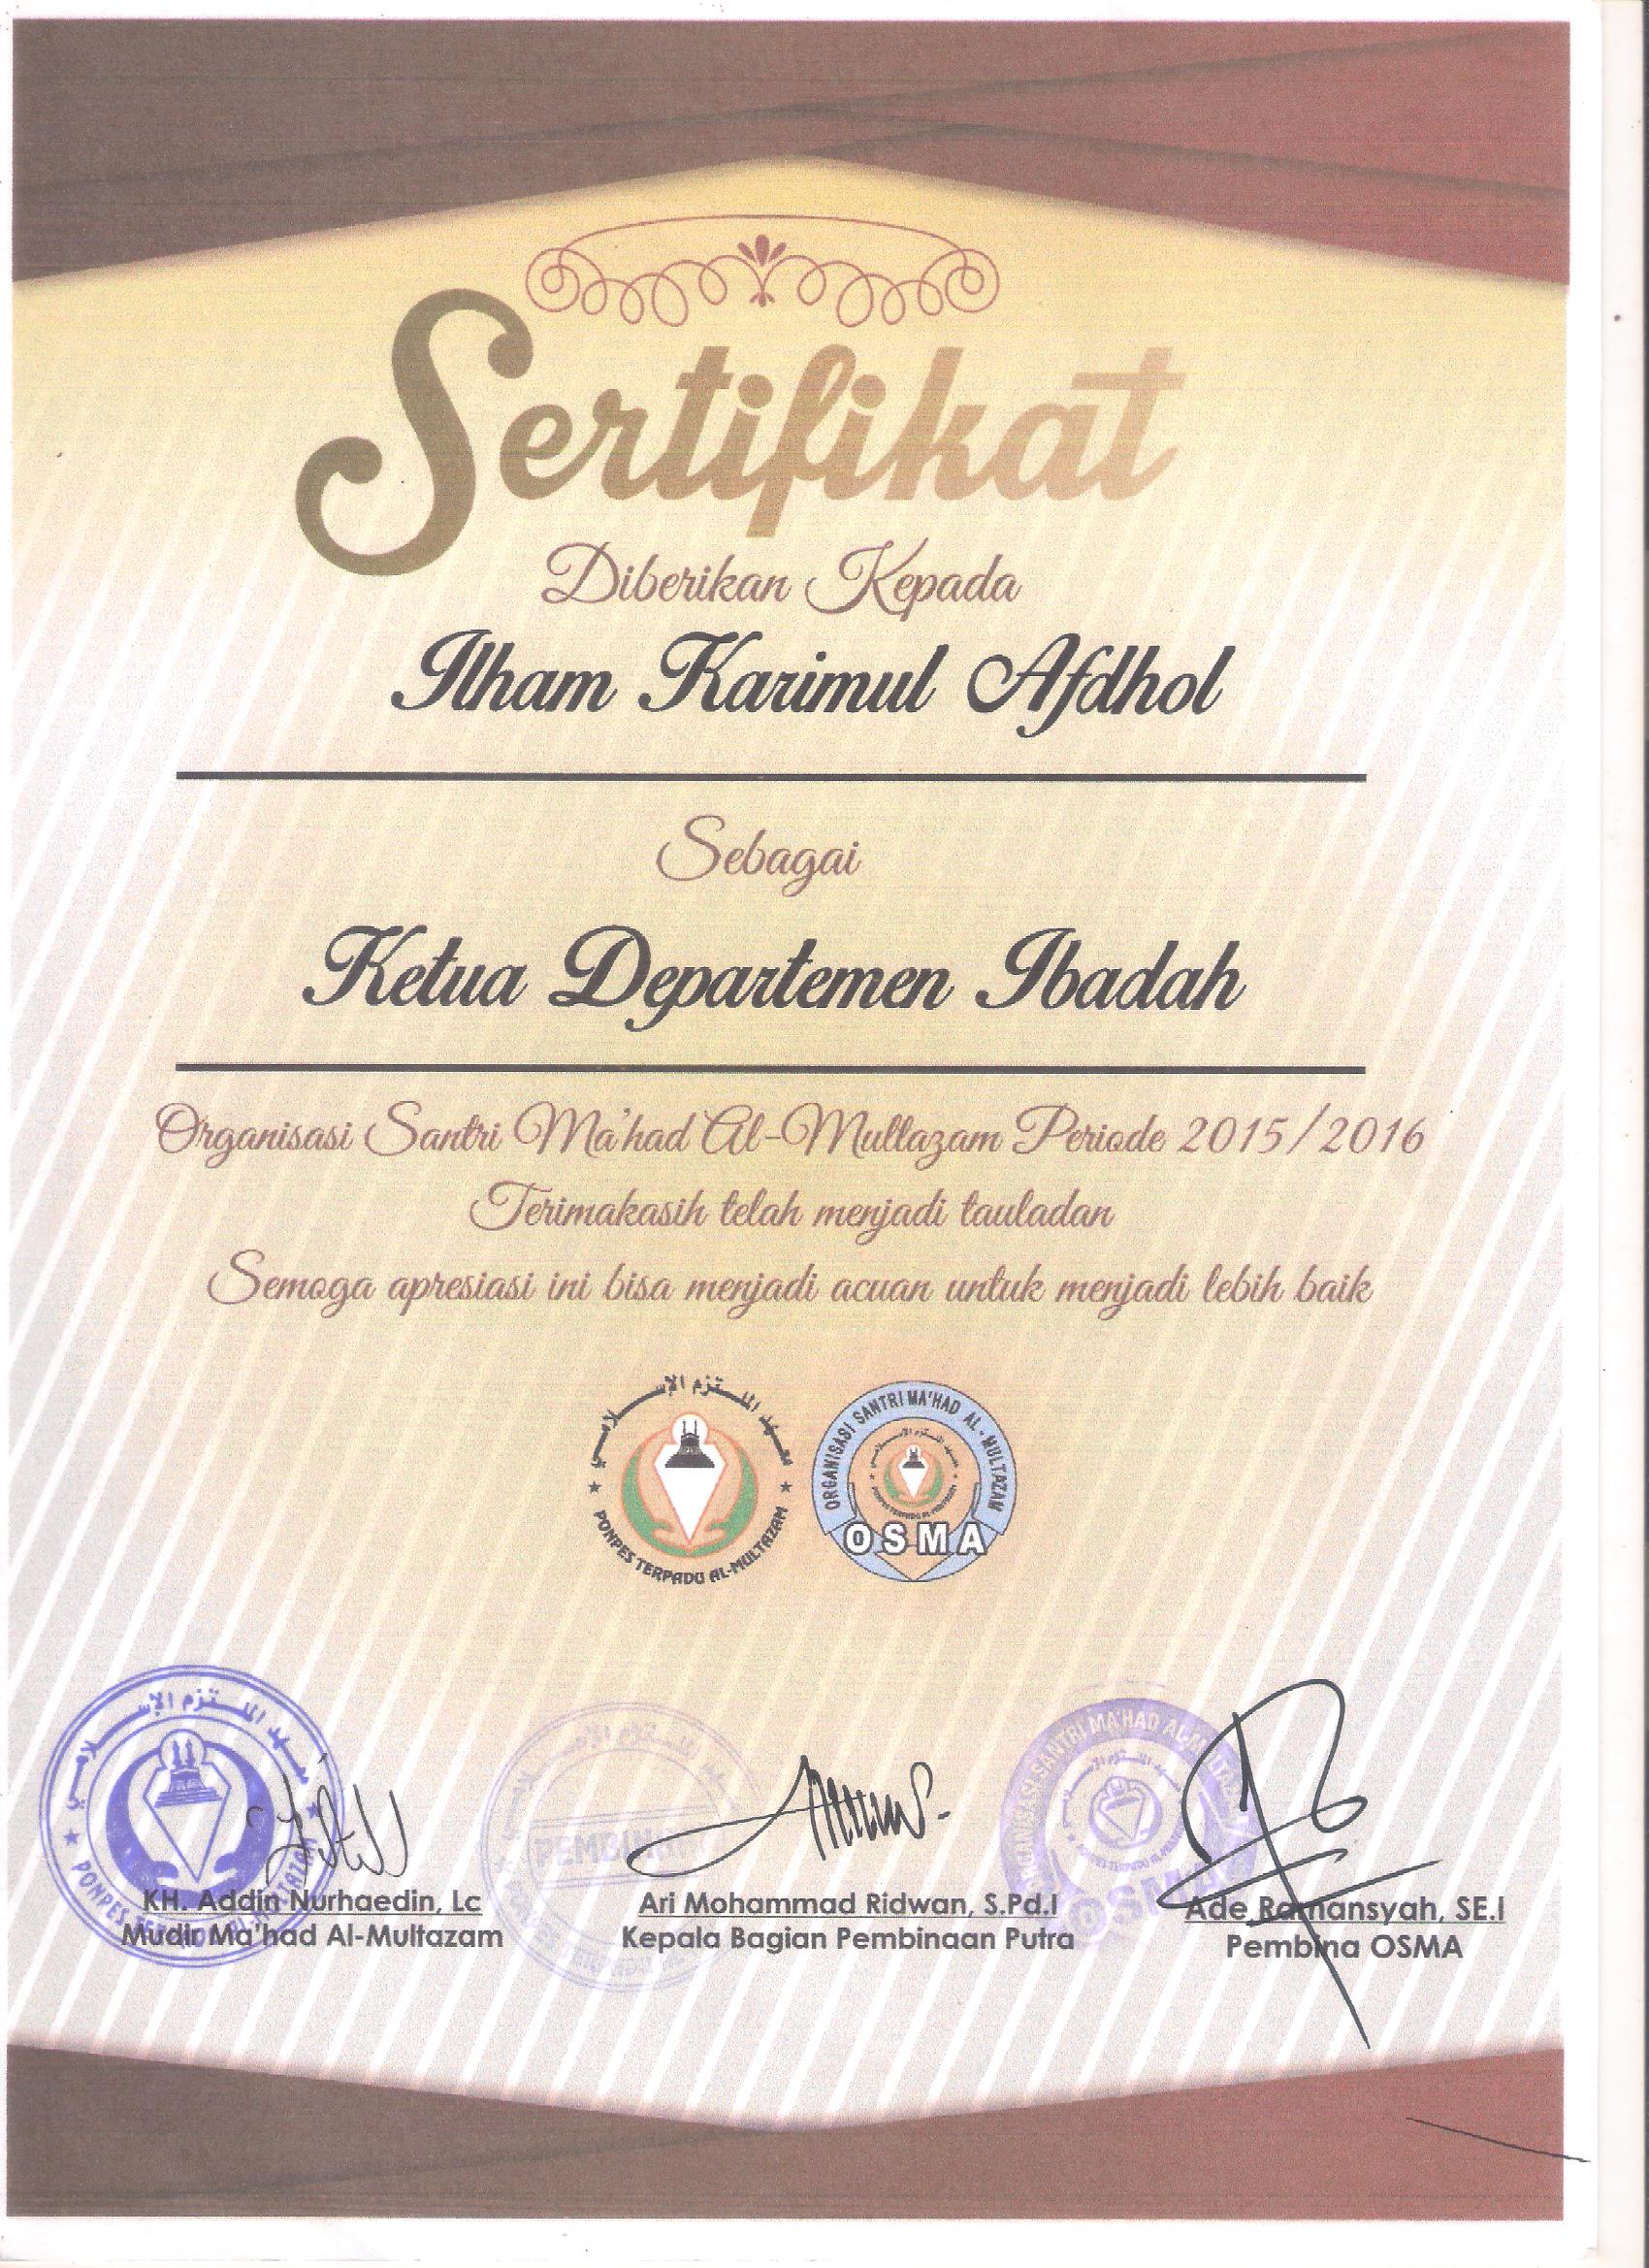 Sertifikat
Diberikan Kepada
Ilham Karimul Afdhol
Sebagai
Ketua Departemen Ibadah
Organisasi Santri Ma'had Al-Multazam Periode 2015/2016
Terimakasih telah menjadi tauladan
Semoga apresiasi ini bisa menjadi acuan untuk menjadi lebih baik
معهد الملتزم الإسلامي
PONPES TERPADU AL-MULTAZAM
ORGANISASI SANTRI MA'HAD AL-MULTAZAM
OSMA
KH. Addin Nurhaedin, Lc
Mudir Ma'had Al-Multazam
Ari Mohammad Ridwan, S.Pd.I
Kepala Bagian Pembinaan Putra
Ade Ramansyah, SE.I
Pembina OSMA